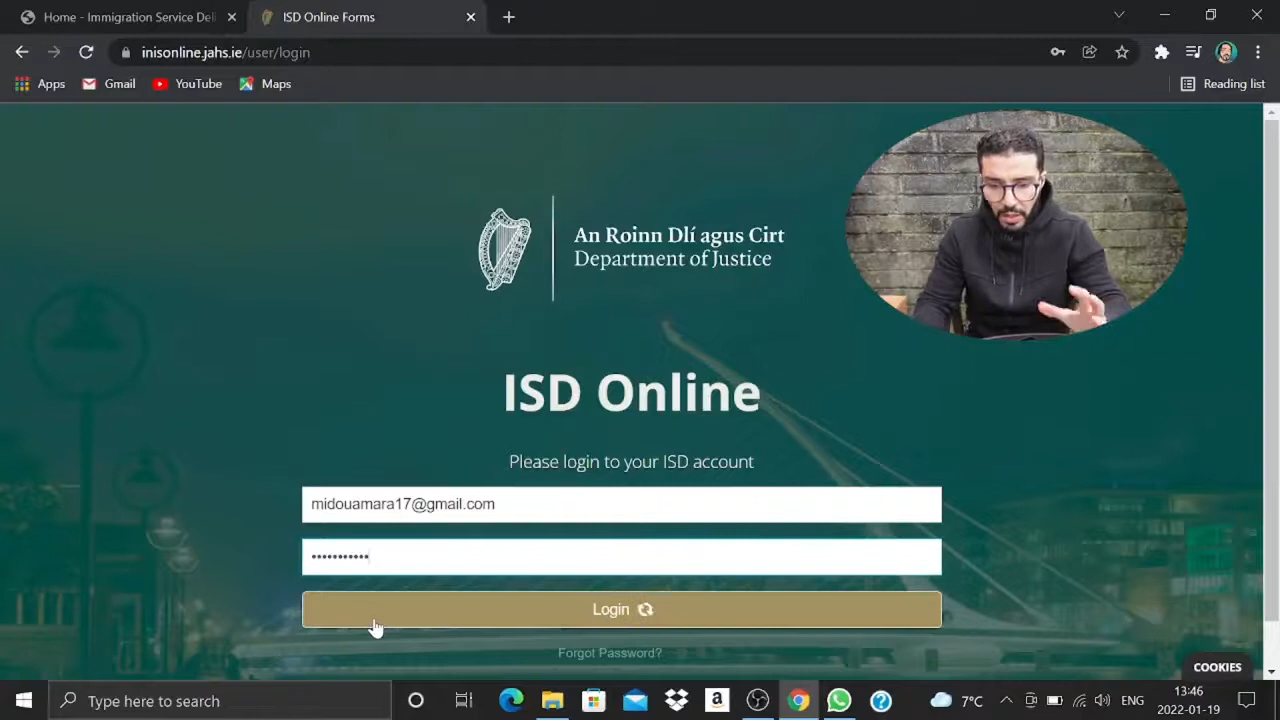 Home - Immigration Service Deli
ISD Online Forms
inisonline.jahs.ie/user/login
Apps
Gmail
YouTube
Maps
Reading list
An Roinn Dlí agus Cirt
Department of Justice
ISD Online
Please login to your ISD account
midouamara17@gmail.com
•••••••••••
Login
Forgot Password?
COOKIES
Type here to search
7°C
ENG
13:46
2022-01-19